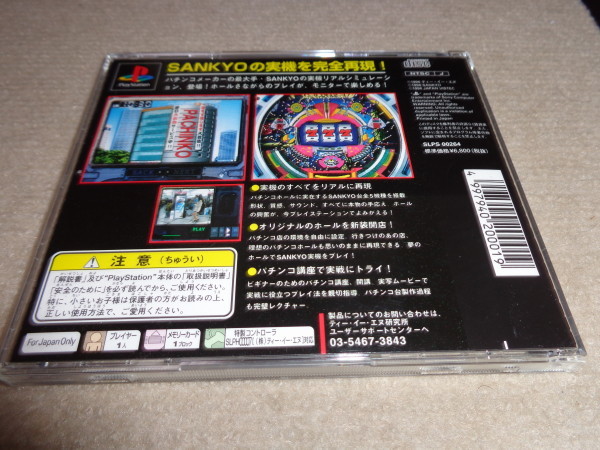 SANKYOの実機を完全再現!
パチンコメーカーの最大手・SANKYOの実機リアルシミュレーション、登場!ホールさながらのプレイが、モニターで楽しめる!
PlayStation
NTSC J
SLPS 00264
標準価格¥6,800(税抜)
PACHINKO
PLAY
●実機のすべてをリアルに再現
パチンコホールに実在するSANKYO台全5機種を搭載
形状、質感、サウンド、すべてに本物の手応え ホール
の興奮が、今プレイステーションでよみがえる!
●オリジナルのホールを新装開店!
パチンコ店の環境を自由に設定 行きつけのあの店、
理想のパチンコホールも思いのままに再現できる 夢の
ホールでSANKYO実機をプレイ!
●パチンコ講座で実戦にトライ!
ビギナーのためのパチンコ講座、開講 実写ムービーで
実戦に役立つプレイ法を親切指導 パチンコ台製作過程
も完璧レクチャー
注意(ちゅうい)
「解説書」及び“PlayStation”本体の「取扱説明書」
「安全のために」を必ず読んでから、ご使用ください。
特に、小さいお子様は保護者の方がお読みの上、
正しい使用方法で、ご愛用ください。
For Japan Only
プレイヤー
1人
メモリーカード
1ブロック
特製コントローラ
(株)ティー・イー・エヌ対応
製品についてのお問い合わせは、
ティー・イー・エヌ研究所
ユーザーサポートセンターへ
03-5467-3843
4 997940 200019